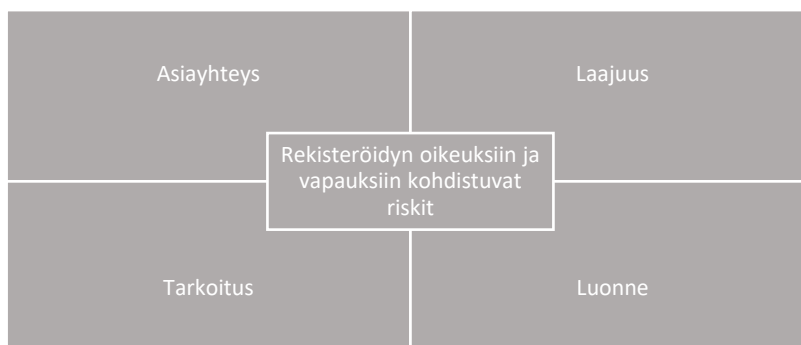 Asiayhteys
Laajuus
Rekisteröidyn oikeuksiin ja
vapauksiin kohdistuvat
riskit
Tarkoitus
Luonne